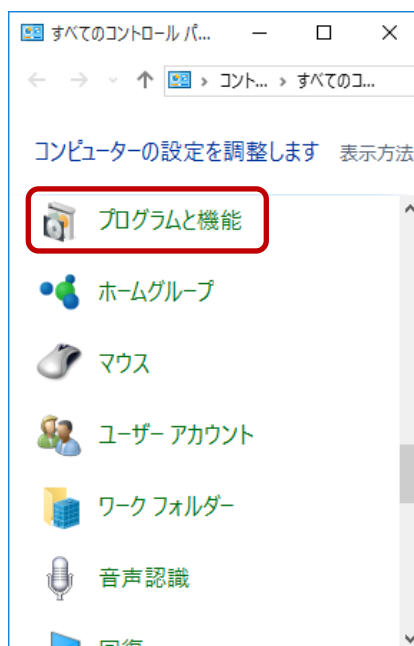 すべてのコントロール パ...
コント... › すべてのコ...
コンピューターの設定を調整します 表示方法
プログラムと機能
ホームグループ
マウス
ユーザー アカウント
ワーク フォルダー
音声認識
回復